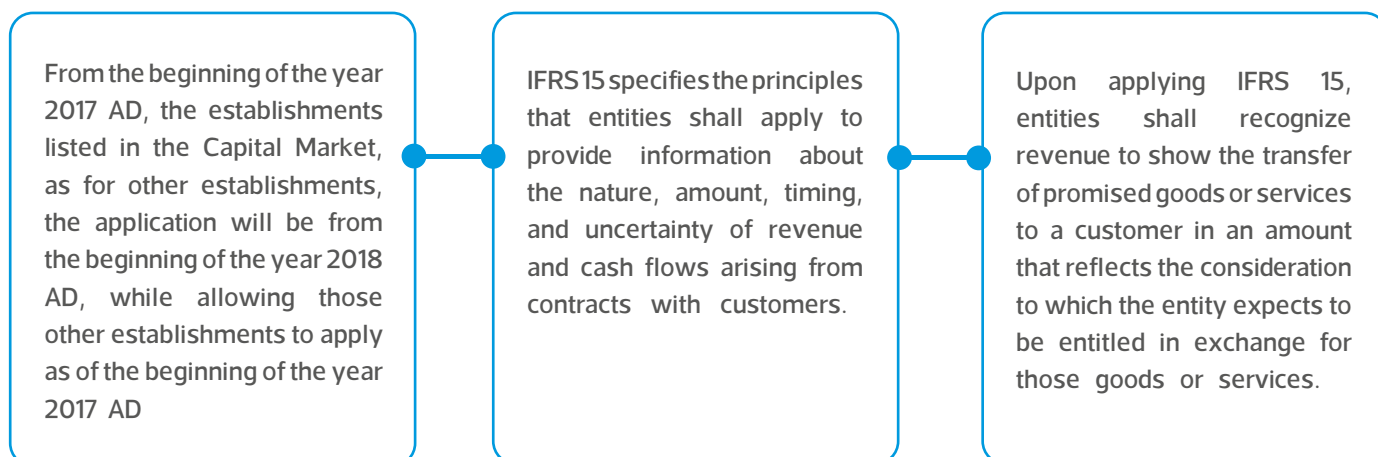 From the beginning of the year
2017 AD, the establishments
listed in the Capital Market,
as for other establishments,
the application will be from
the beginning of the year 2018
AD, while allowing those
other establishments to apply
as of the beginning of the year
2017 AD
IFRS 15 specifies the principles
that entities shall apply to
provide information about
the nature, amount, timing,
and uncertainty of revenue
and cash flows arising from
contracts with customers.
Upon applying IFRS 15,
entities shall recognize
revenue to show the transfer
of promised goods or services
to a customer in an amount
that reflects the consideration
to which the entity expects to
be entitled in exchange for
those goods or services.